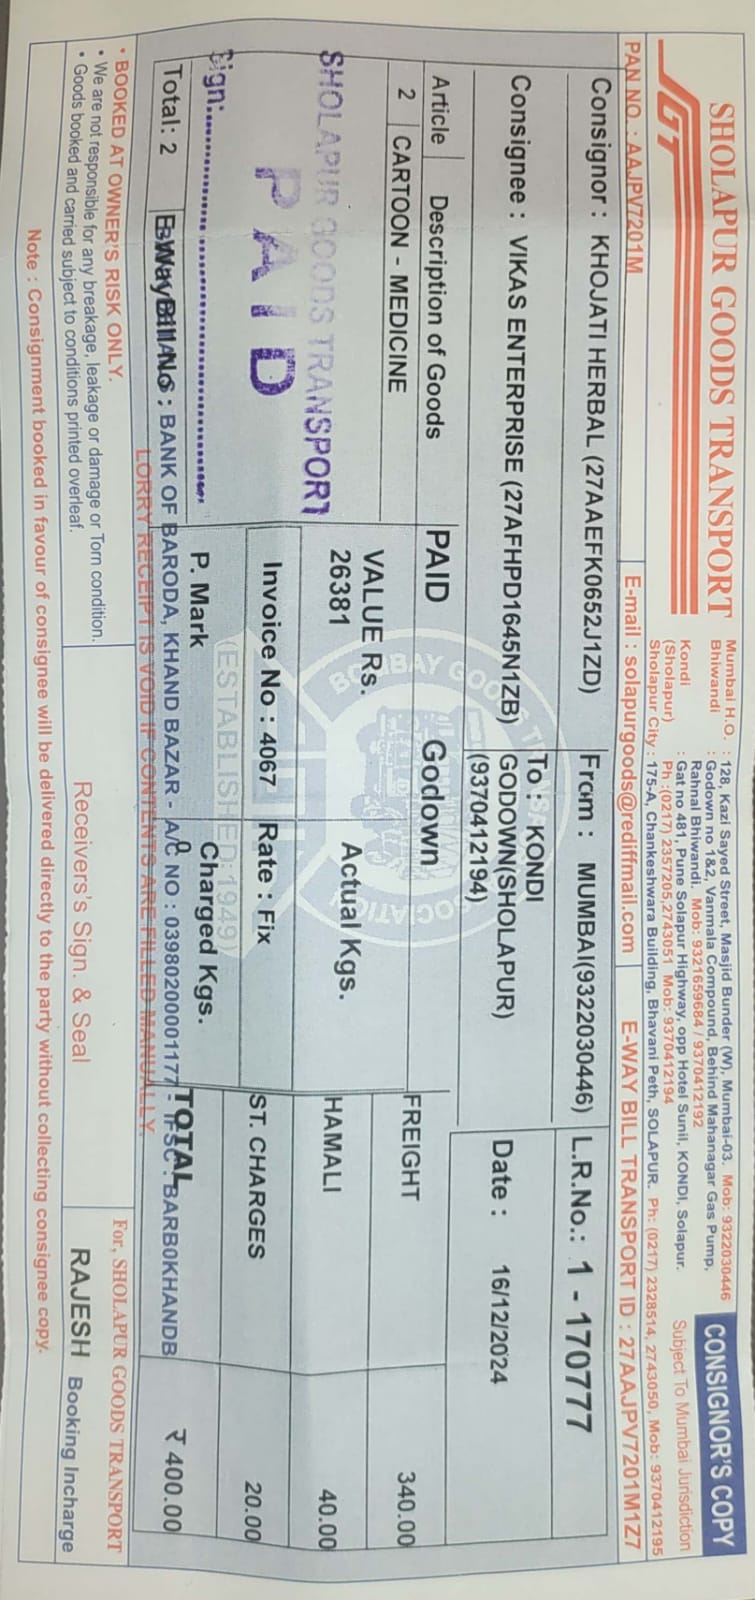 SHOLAPUR GOODS TRANSPORT
SGT
Mumbai H.O. : 128, Kazi Sayed Street, Masjid Bunder (W), Mumbai-03. Mob: 9322030446
Bhiwandi : Godown no 1&2, Vanmala Compound, Behind Mahanagar Gas Pump,
Rahnal Bhiwandi. Mob: 9321659684 / 9370412192
Kondi : Gat no 481, Pune Solapur Highway, opp Hotel Sunil, KONDI, Solapur.
(Sholapur) Ph :(0217) 2357205,2743051 Mob: 9370412194
Sholapur City : 175-A, Chankeshwara Building, Bhavani Peth, SOLAPUR. Ph: (0217) 2328514, 2743050, Mob: 9370412195
CONSIGNOR'S COPY
Subject To Mumbai Jurisdiction
PAN NO. : AAJPV7201M E-mail : solapurgoods@rediffmail.com E-WAY BILL TRANSPORT ID : 27AAJPV7201M1Z7
Consignor : KHOJATI HERBAL (27AAEFK0652J1ZD) From : MUMBAI(9322030446) L.R.No.: 1 - 170777
Consignee : VIKAS ENTERPRISE (27AFHPD1645N1ZB) To : KONDI
GODOWN(SHOLAPUR)
(9370412194)
Date : 16/12/2024
Article Description of Goods PAID Godown FREIGHT 340.00
2 CARTOON - MEDICINE
VALUE Rs. Actual Kgs.
26381
HAMALI 40.00
SHOLAPUR GOODS TRANSPORT
PAID
Sign:
Invoice No : 4067 Rate : Fix ST. CHARGES 20.00
BOMBAY GOODS TRANSPORT ASSOCIATION
(ESTABLISHED: 1949)
P. Mark Charged Kgs.
0
Total: 2 E-WayBill No : BANK OF BARODA, KHAND BAZAR - A/C NO : 03980200001177 - IFSC : BARB0KHANDB
TOTAL ₹ 400.00
LORRY RECEIPT IS VOID IF CONTENTS ARE FILLED MANUALLY.
• BOOKED AT OWNER'S RISK ONLY.
• We are not responsible for any breakage, leakage or damage or Torn condition.
• Goods booked and carried subject to conditions printed overleaf.
Receivers's Sign. & Seal
For, SHOLAPUR GOODS TRANSPORT
RAJESH Booking Incharge
Note : Consignment booked in favour of consignee will be delivered directly to the party without collecting consignee copy.